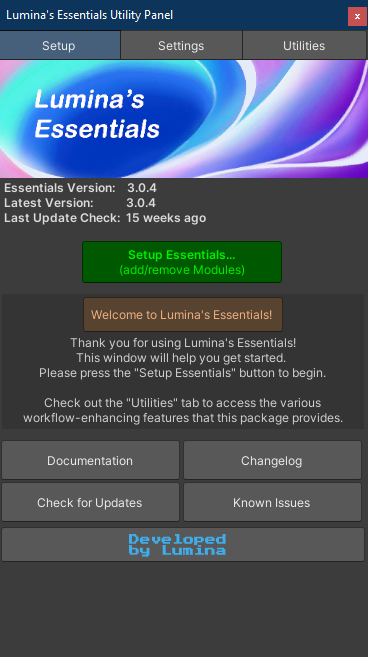 Lumina's Essentials Utility Panel
x
Setup
Settings
Utilities
Lumina's
Essentials
Essentials Version: 3.0.4
Latest Version: 3.0.4
Last Update Check: 15 weeks ago
Setup Essentials...
(add/remove Modules)
Welcome to Lumina's Essentials!
Thank you for using Lumina's Essentials!
This window will help you get started.
Please press the "Setup Essentials" button to begin.
Check out the "Utilities" tab to access the various
workflow-enhancing features that this package provides.
Documentation
Changelog
Check for Updates
Known Issues
Developed
by Lumina